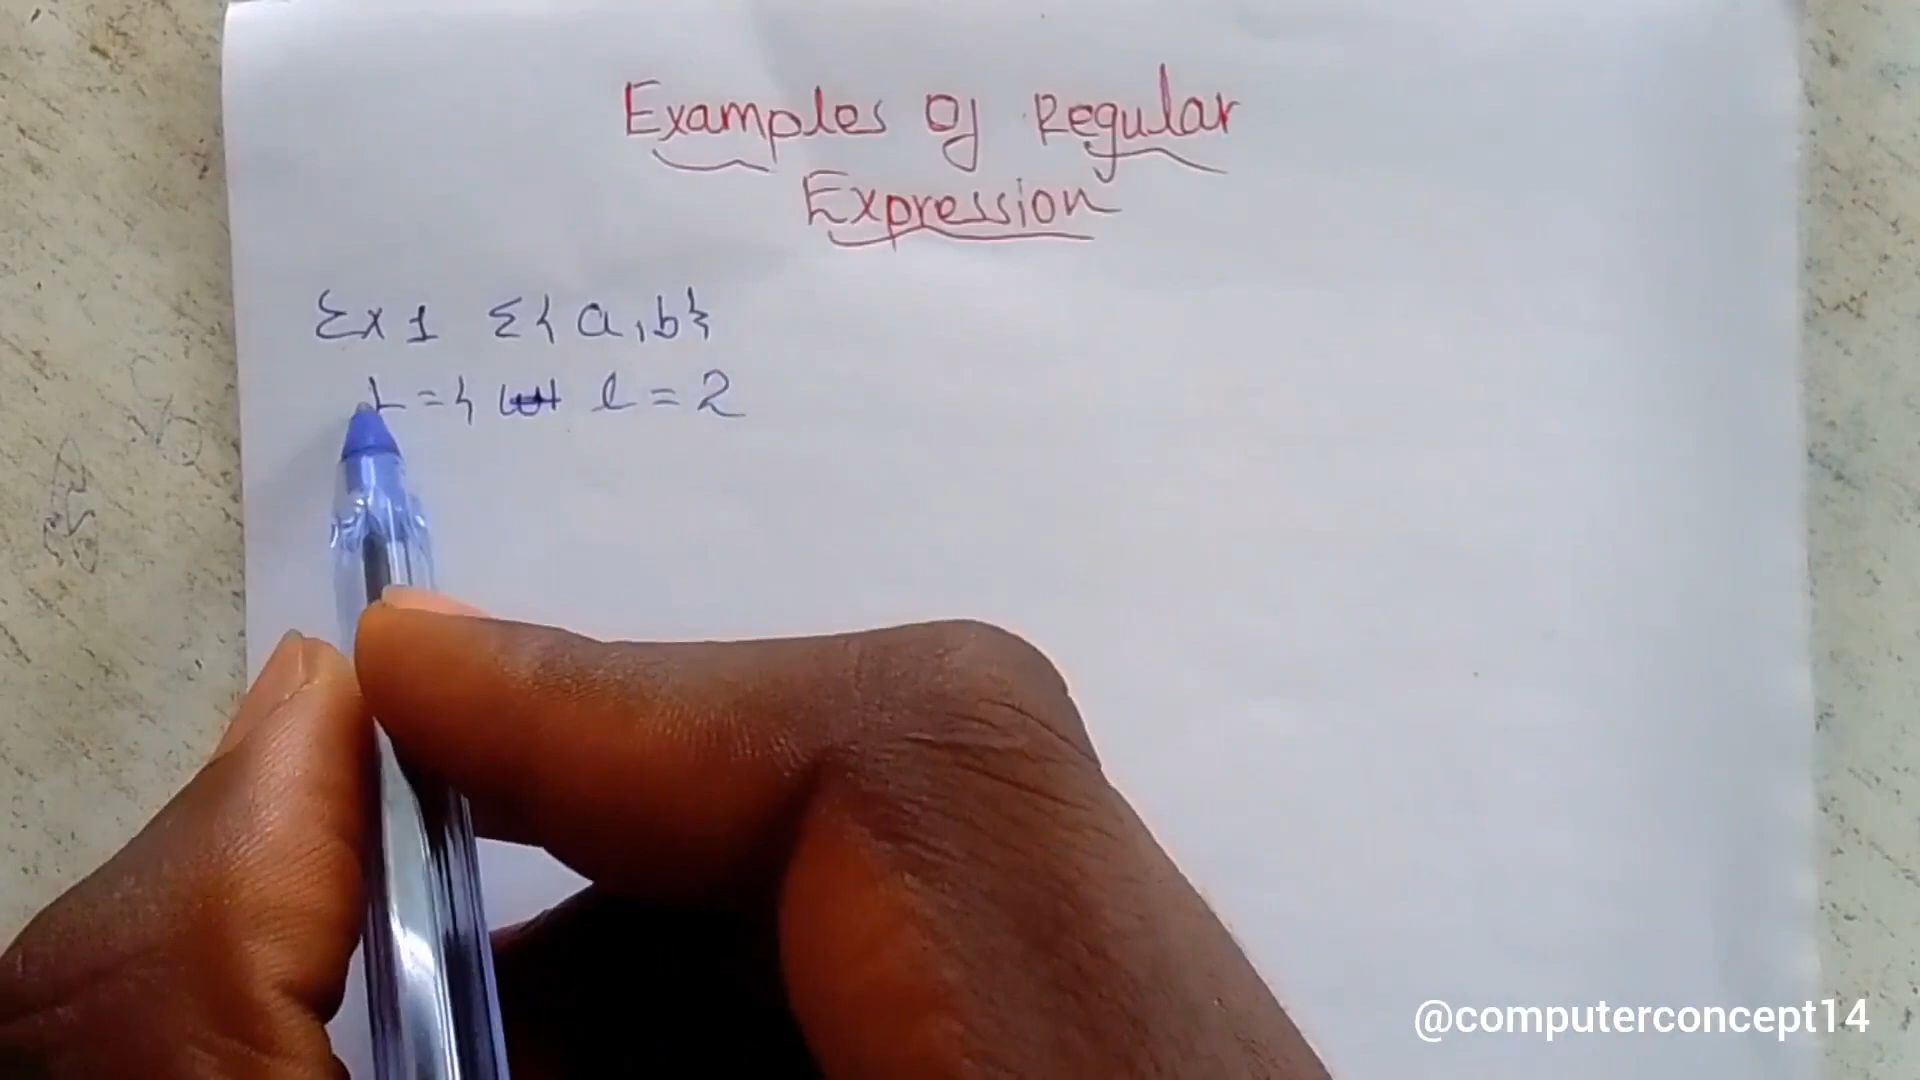 Examples Of Regular
Expression
Ex 1 Σ{ a, b}
L = { l = 2
@computerconcept14